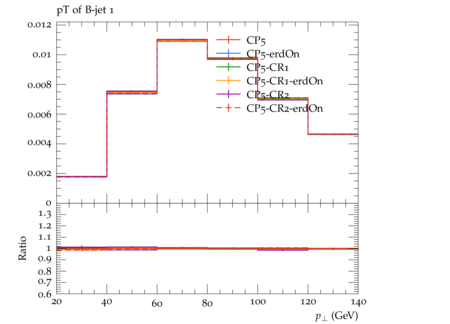 pT of B-jet 1
0.012
0.01
0.008
0.006
0.004
0.002
0
CP5
CP5-erdOn
CP5-CR1
CP5-CR1-erdOn
CP5-CR2
CP5-CR2-erdOn
Ratio
1.3
1.2
1.1
1
0.9
0.8
0.7
0.6
20 40 60 80 100 120 140
p⊥ (GeV)